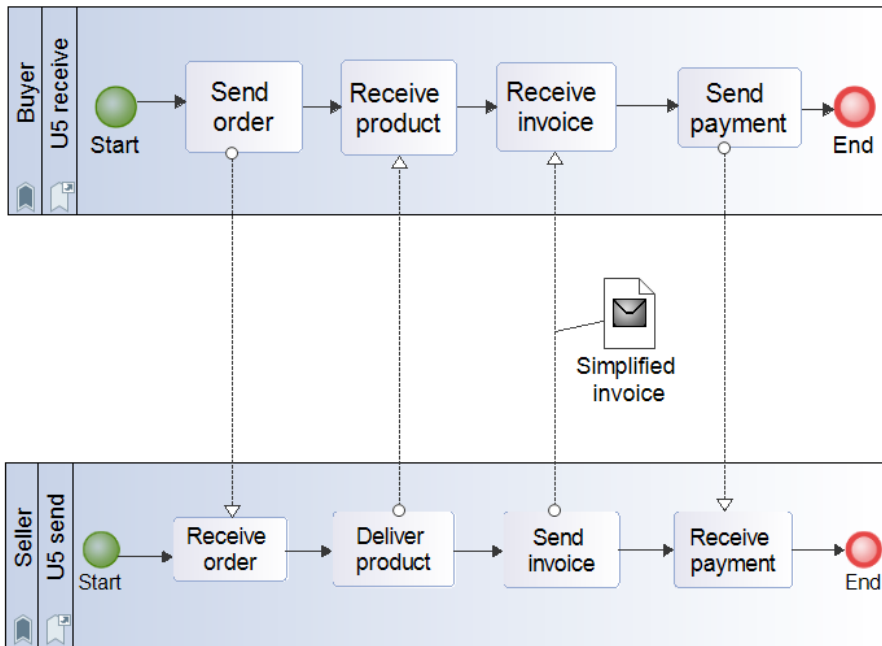 Buyer
U5 receive
Start
Send
order
Receive
product
Receive
invoice
Send
payment
End
Simplified
invoice
Seller
U5 send
Start
Receive
order
Deliver
product
Send
invoice
Receive
payment
End